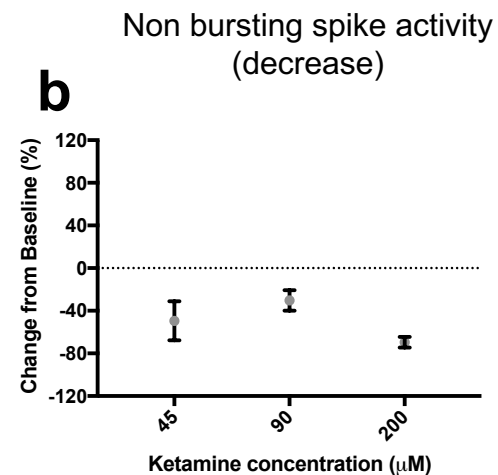 Non bursting spike activity
(decrease)
b
Change from Baseline (%)
120
80
40
0
-40
-80
-120
45
90
200
Ketamine concentration (μM)